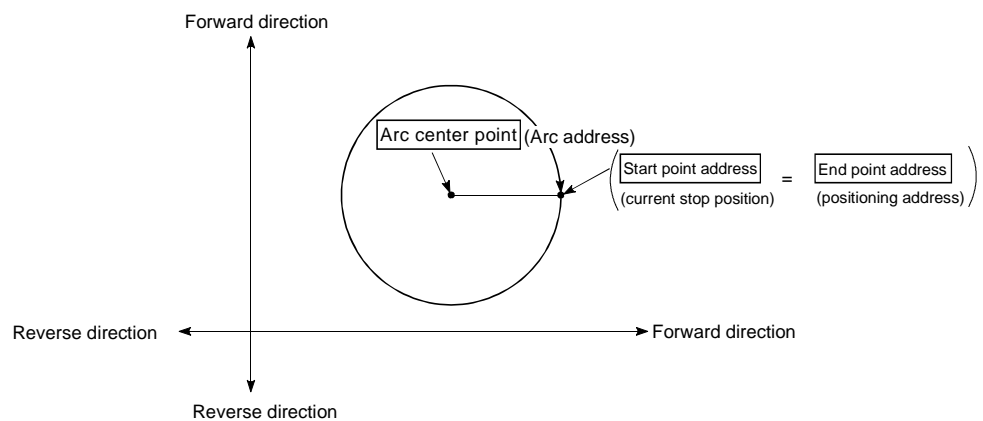 Forward direction
Arc center point (Arc address)
Start point address = End point address
(current stop position) (positioning address)
Reverse direction
Forward direction
Reverse direction